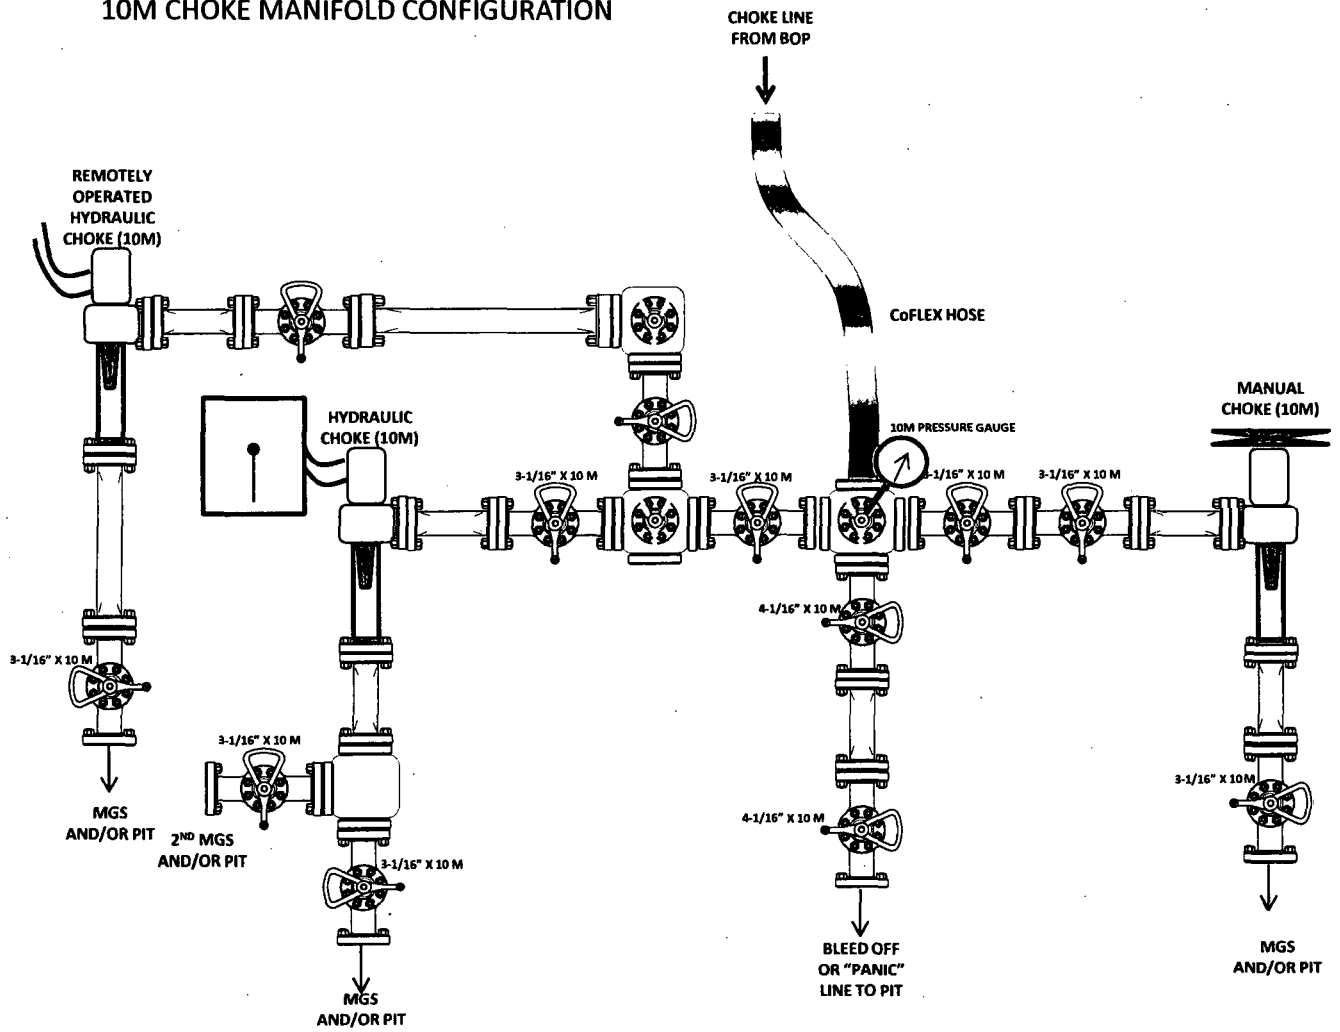 10M CHOKE MANIFOLD CONFIGURATION
CHOKE LINE
FROM BOP
REMOTELY
OPERATED
HYDRAULIC
CHOKE (10M)
CoFLEX HOSE
MANUAL
CHOKE (10M)
HYDRAULIC
CHOKE (10M)
10M PRESSURE GAUGE
3-1/16" X 10 M
3-1/16" X 10 M
3-1/16" X 10 M
3-1/16" X 10 M
4-1/16" X 10 M
3-1/16" X 10 M
3-1/16" X 10 M
3-1/16" X 10 M
4-1/16" X 10 M
MGS
AND/OR PIT
2ND MGS
AND/OR PIT
3-1/16" X 10 M
BLEED OFF
OR "PANIC"
LINE TO PIT
MGS
AND/OR PIT
MGS
AND/OR PIT